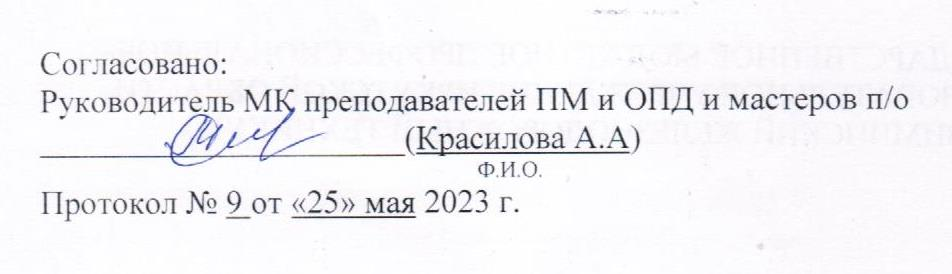 Согласовано:
Руководитель МК преподавателей ПМ и ОПД и мастеров п/о
(Красилова А.А)
Ф.И.О.
Протокол № 9 от «25» мая 2023 г.